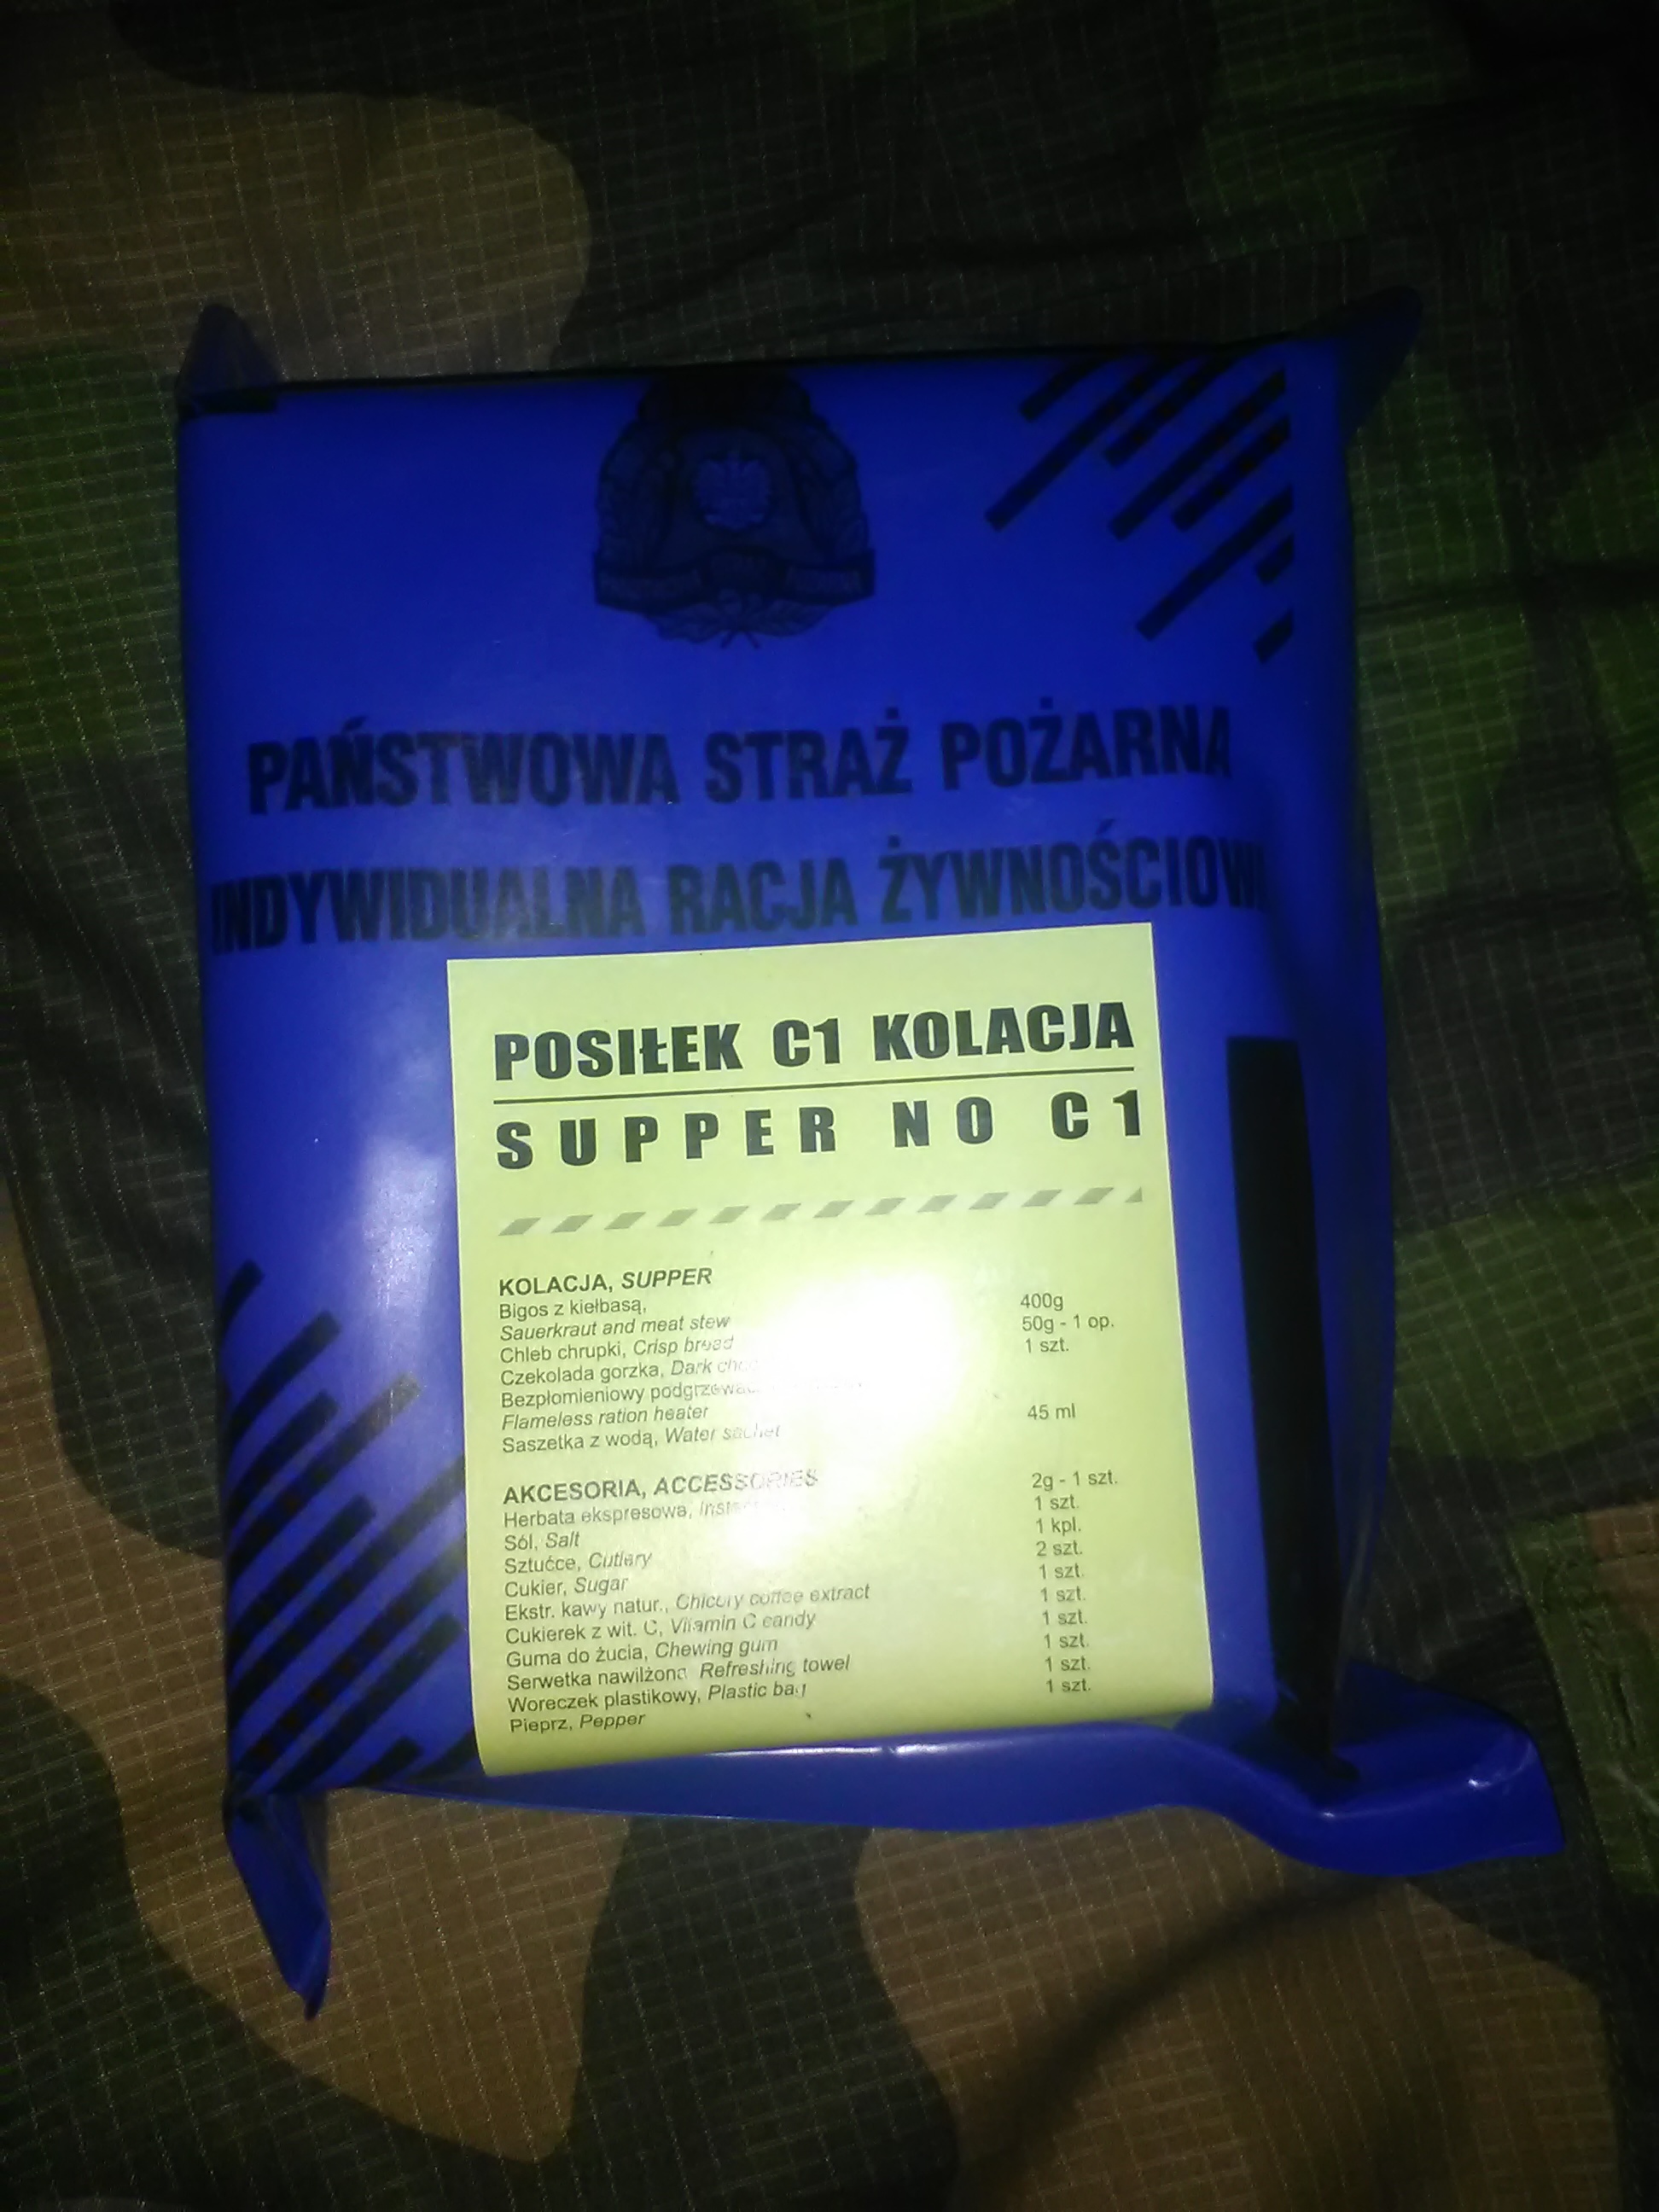 PAŃSTWOWA STRAŻ POŻARNA
INDYWIDUALNA RACJA ŻYWNOŚCIOW
POSIŁEK C1 KOLACJA
SUPPER NO C1
KOLACJA, SUPPER
Bigos z kiełbasą,
Sauerkraut and meat stew 400g
Chleb chrupki, Crisp bread 50g - 1 op.
Czekolada gorzka, Dark 1 szt.
Bezpłomieniowy
Flameless ration heater
Saszetka z wodą, Water sachet 45 ml
AKCESORIA, ACCESSORIES
Herbata ekspresowa, 2g - 1 szt.
Sól, Salt 1 szt.
Sztućce, Cutlery 1 kpl.
Cukier, Sugar 2 szt.
Ekstr. kawy natur., Chicory coffee extract 1 szt.
Cukierek z wit. C, Vitamin C candy 1 szt.
Guma do żucia, Chewing gum 1 szt.
Serwetka nawilżona Refreshing towel 1 szt.
Woreczek plastikowy, Plastic bag 1 szt.
Pieprz, Pepper 1 szt.